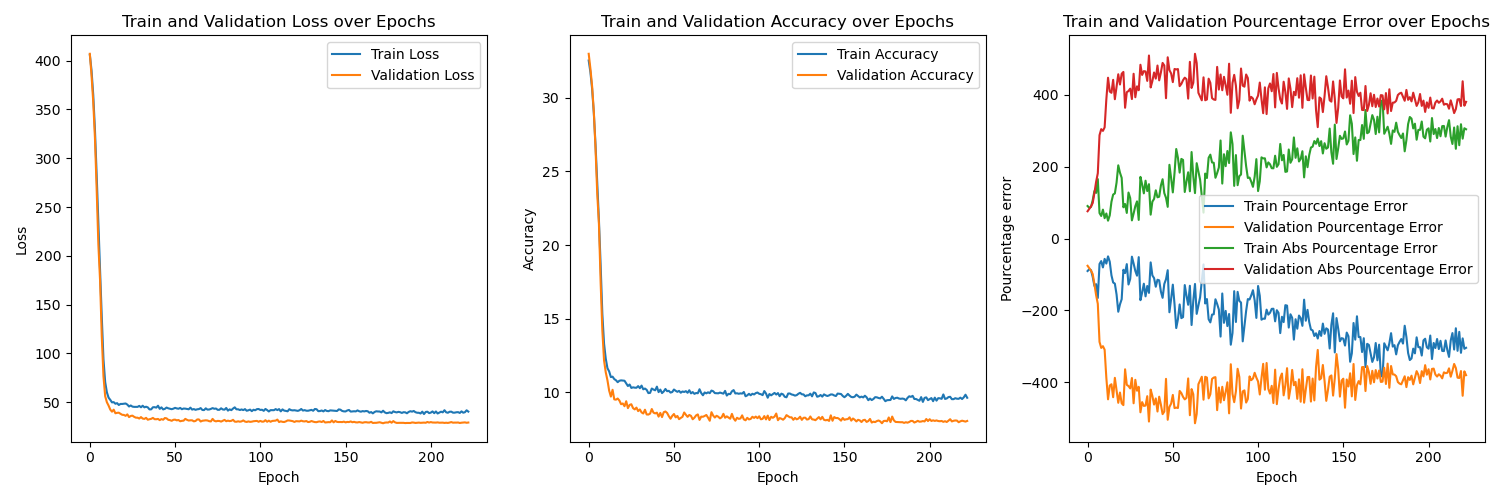 Train and Validation Loss over Epochs
Loss
400
350
300
250
200
150
100
50
0
50
100
150
200
Epoch
Train Loss
Validation Loss
Train and Validation Accuracy over Epochs
Accuracy
30
25
20
15
10
0
50
100
150
200
Epoch
Train Accuracy
Validation Accuracy
Train and Validation Pourcentage Error over Epochs
Pourcentage error
400
200
0
−200
−400
0
50
100
150
200
Epoch
Train Pourcentage Error
Validation Pourcentage Error
Train Abs Pourcentage Error
Validation Abs Pourcentage Error